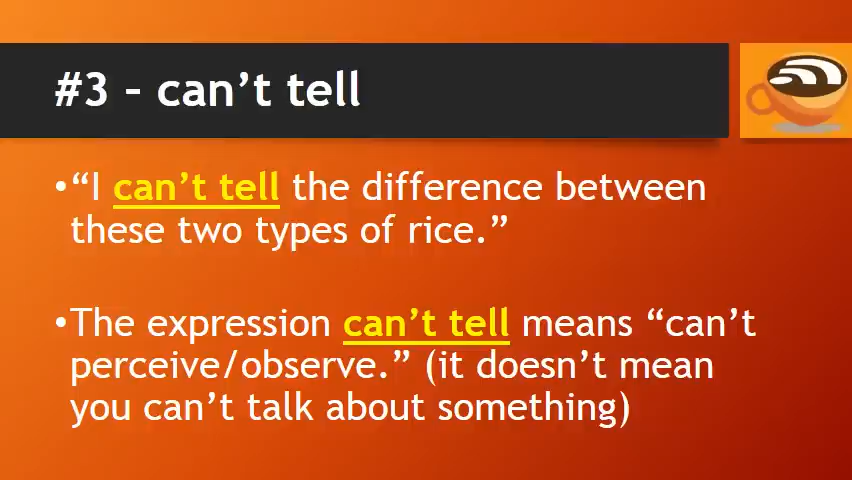 #3 – can’t tell
•“I can’t tell the difference between
these two types of rice.”
•The expression can’t tell means “can’t
perceive/observe.” (it doesn’t mean
you can’t talk about something)